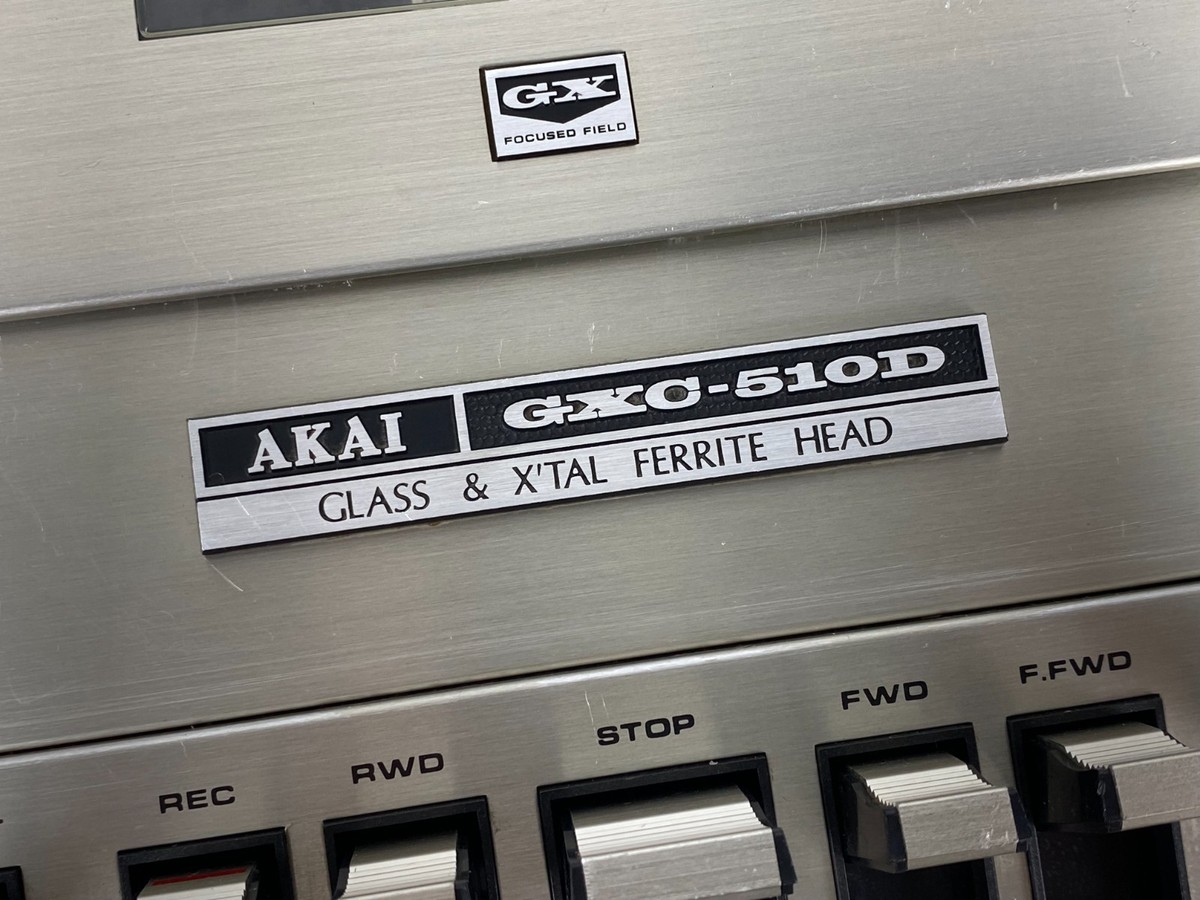 GX
FOCUSED FIELD
AKAI GXC-510D
GLASS & X'TAL FERRITE HEAD
REC RWD STOP FWD F.FWD